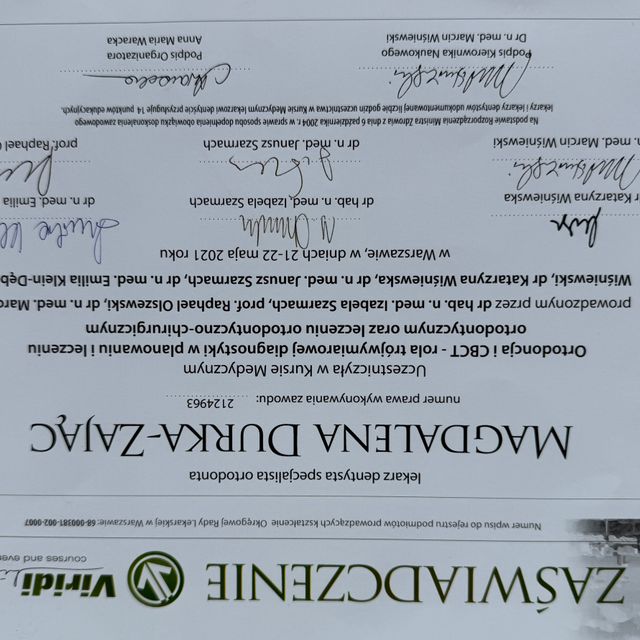 ZAŚWIADCZENIE Viridi
courses and eve
Numer wpisu do rejestru podmiotów prowadzących kształcenie Okręgowej Rady Lekarskiej w Warszawie: 68-000381-002-0007
lekarz dentysta specjalista ortodonta
MAGDALENA DURKA-ZAJĄC
numer prawa wykonywania zawodu: 2124963
Uczestniczyła w Kursie Medycznym
Ortodoncja i CBCT - rola trójwymiarowej diagnostyki w planowaniu i leczeniu
ortodontycznym oraz leczeniu ortodontyczno-chirurgicznym
prowadzonym przez dr hab. n. med. Izabela Szarmach, prof. Raphael Olszewski, dr n. med. Marc
Wiśniewski, dr Katarzyna Wiśniewska, dr n. med. Janusz Szarmach, dr n. med. Emilia Klein-Dęb
w Warszawie, w dniach 21-22 maja 2021 roku
r Katarzyna Wiśniewska dr hab. n. med. Izabela Szarmach dr n. med. Emilia
n. med. Marcin Wiśniewski dr n. med. Janusz Szarmach prof. Raphael
Na postawie Rozporządzenia Ministra Zdrowia z dnia 6 października 2004 r. w sprawie sposobu dopełnienia obowiązku doskonalenia zawodowego
lekarzy i lekarzy dentystów udokumentowanej liczbie godzin uczestnictwa w Kursie Medycznym lekarzowi dentyście przysługuje 14 punktów edukacyjnych
Podpis Kierownika Naukowego Podpis Organizatora
Dr n. med. Marcin Wiśniewski Anna Maria Waracka